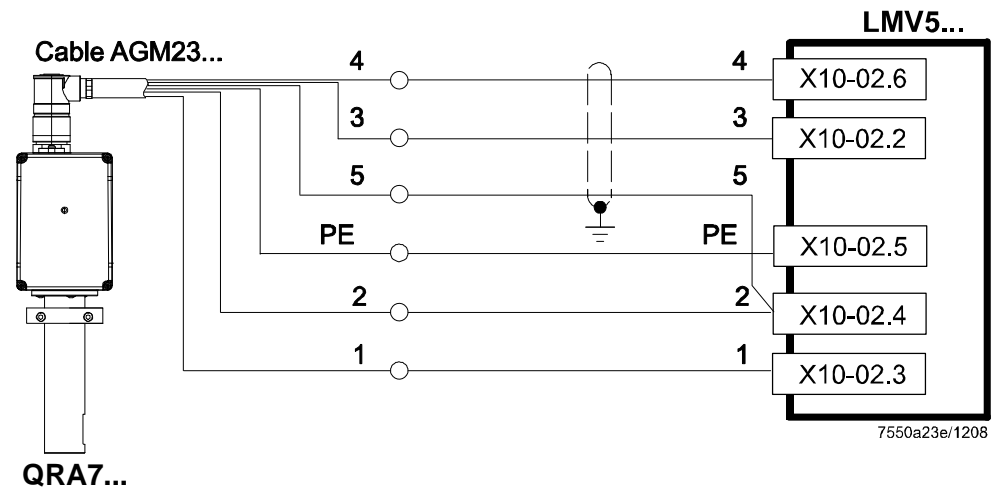 LMV5...
Cable AGM23...
4 4 X10-02.6
3 3 X10-02.2
5 5
PE PE X10-02.5
2 2 X10-02.4
1 1 X10-02.3
7550a23e/1208
QRA7...